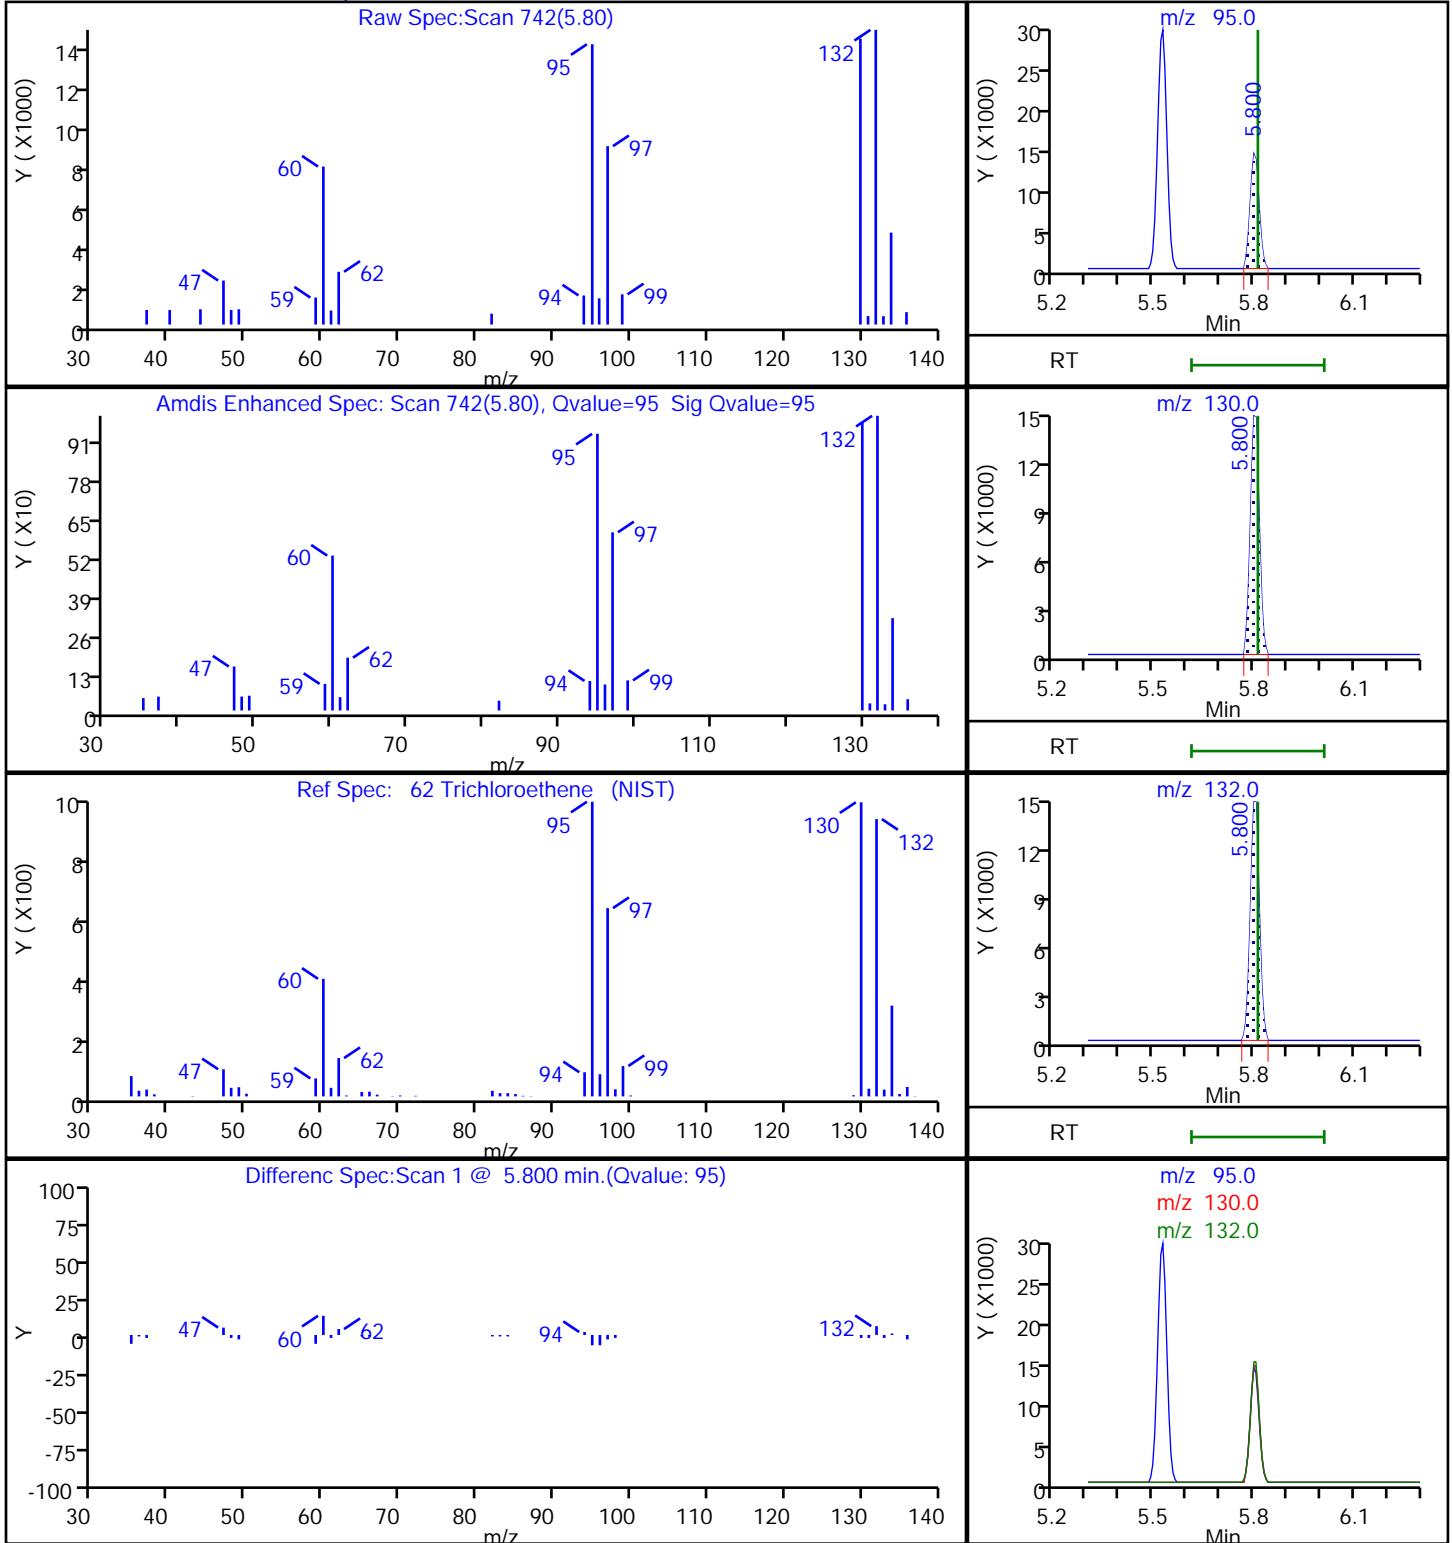 Raw Spec:Scan 742(5.80)
Y ( X1000)
14
12
10
8
6
4
2
0
132
95
97
60
47
62
59
94
99
30 40 50 60 70 80 90 100 110 120 130 140
m/z
m/z 95.0
Y ( X1000)
30
25
20
15
10
5
0
5.800
5.2 5.5 5.8 6.1
Min
RT
Amdis Enhanced Spec: Scan 742(5.80), Qvalue=95 Sig Qvalue=95
Y ( X10)
91
78
65
52
39
26
13
0
132
95
97
60
47
62
59
94
99
30 50 70 90 110 130
m/z
m/z 130.0
Y ( X1000)
15
12
9
6
3
0
5.800
5.2 5.5 5.8 6.1
Min
RT
Ref Spec: 62 Trichloroethene (NIST)
Y ( X100)
10
8
6
4
2
0
95
130
132
97
60
47
62
59
94
99
30 40 50 60 70 80 90 100 110 120 130 140
m/z
m/z 132.0
Y ( X1000)
15
12
9
6
3
0
5.800
5.2 5.5 5.8 6.1
Min
RT
Differenc Spec:Scan 1 @ 5.800 min.(Qvalue: 95)
Y
100
75
50
25
0
-25
-50
-75
-100
47
60
62
94
132
30 40 50 60 70 80 90 100 110 120 130 140
m/z
m/z 95.0
m/z 130.0
m/z 132.0
Y ( X1000)
30
25
20
15
10
5
0
5.2 5.5 5.8 6.1
Min